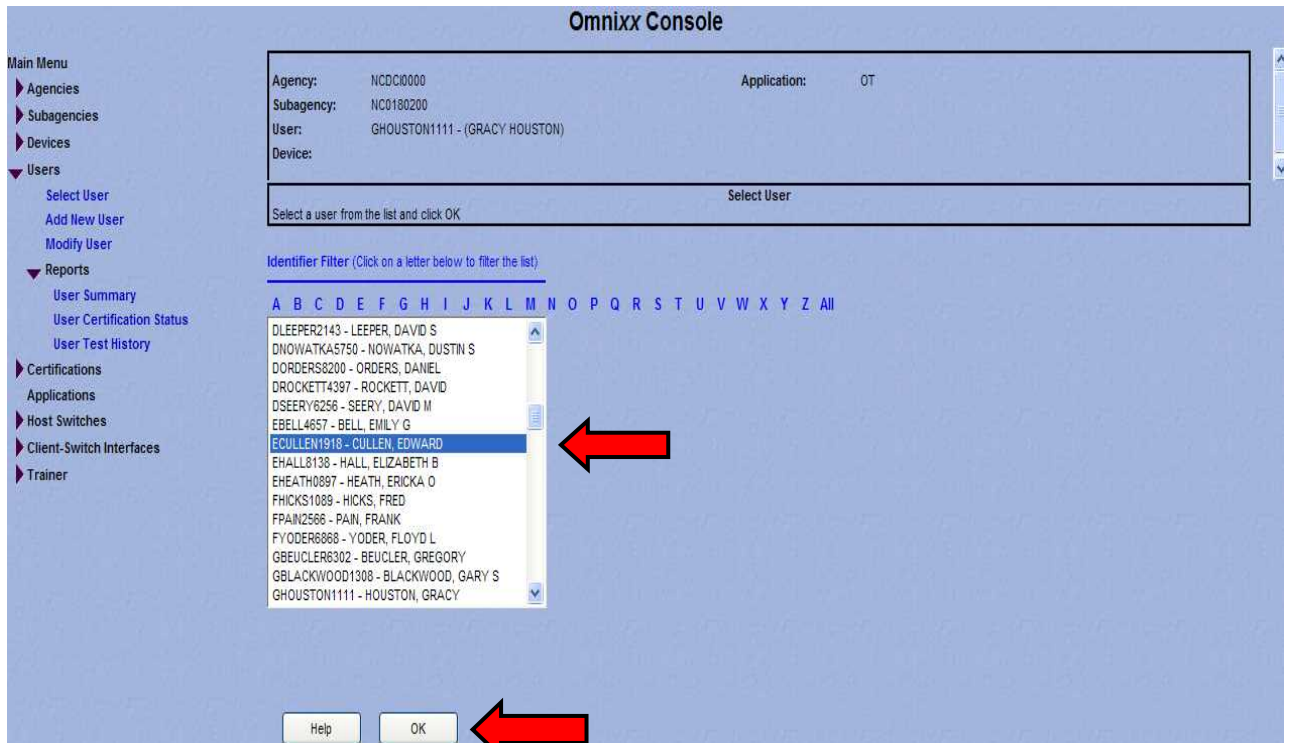 Omnixx Console
Main Menu
Agencies
Subagencies
Devices
Users
Select User
Add New User
Modify User
Reports
User Summary
User Certification Status
User Test History
Certifications
Applications
Host Switches
Client-Switch Interfaces
Trainer
Agency: NCDCI0000 Application: OT
Subagency: NC0180200
User: GHOUSTON1111 - (GRACY HOUSTON)
Device:
Select User
Select a user from the list and click OK
Identifier Filter (Click on a letter below to filter the list)
A B C D E F G H I J K L M N O P Q R S T U V W X Y Z All
DLEEPER2143 - LEEPER, DAVID S
DNOWATKA5750 - NOWATKA, DUSTIN S
DORDERS8200 - ORDERS, DANIEL
DROCKETT4397 - ROCKETT, DAVID
DSEERY6256 - SEERY, DAVID M
EBELL4657 - BELL, EMILY G
ECULLEN1918 - CULLEN, EDWARD
EHALL8138 - HALL, ELIZABETH B
EHEATH0897 - HEATH, ERICKA O
FHICKS1089 - HICKS, FRED
FPAIN2566 - PAIN, FRANK
FYODER6868 - YODER, FLOYD L
GBEUCLER6302 - BEUCLER, GREGORY
GBLACKWOOD1308 - BLACKWOOD, GARY S
GHOUSTON1111 - HOUSTON, GRACY
Help OK